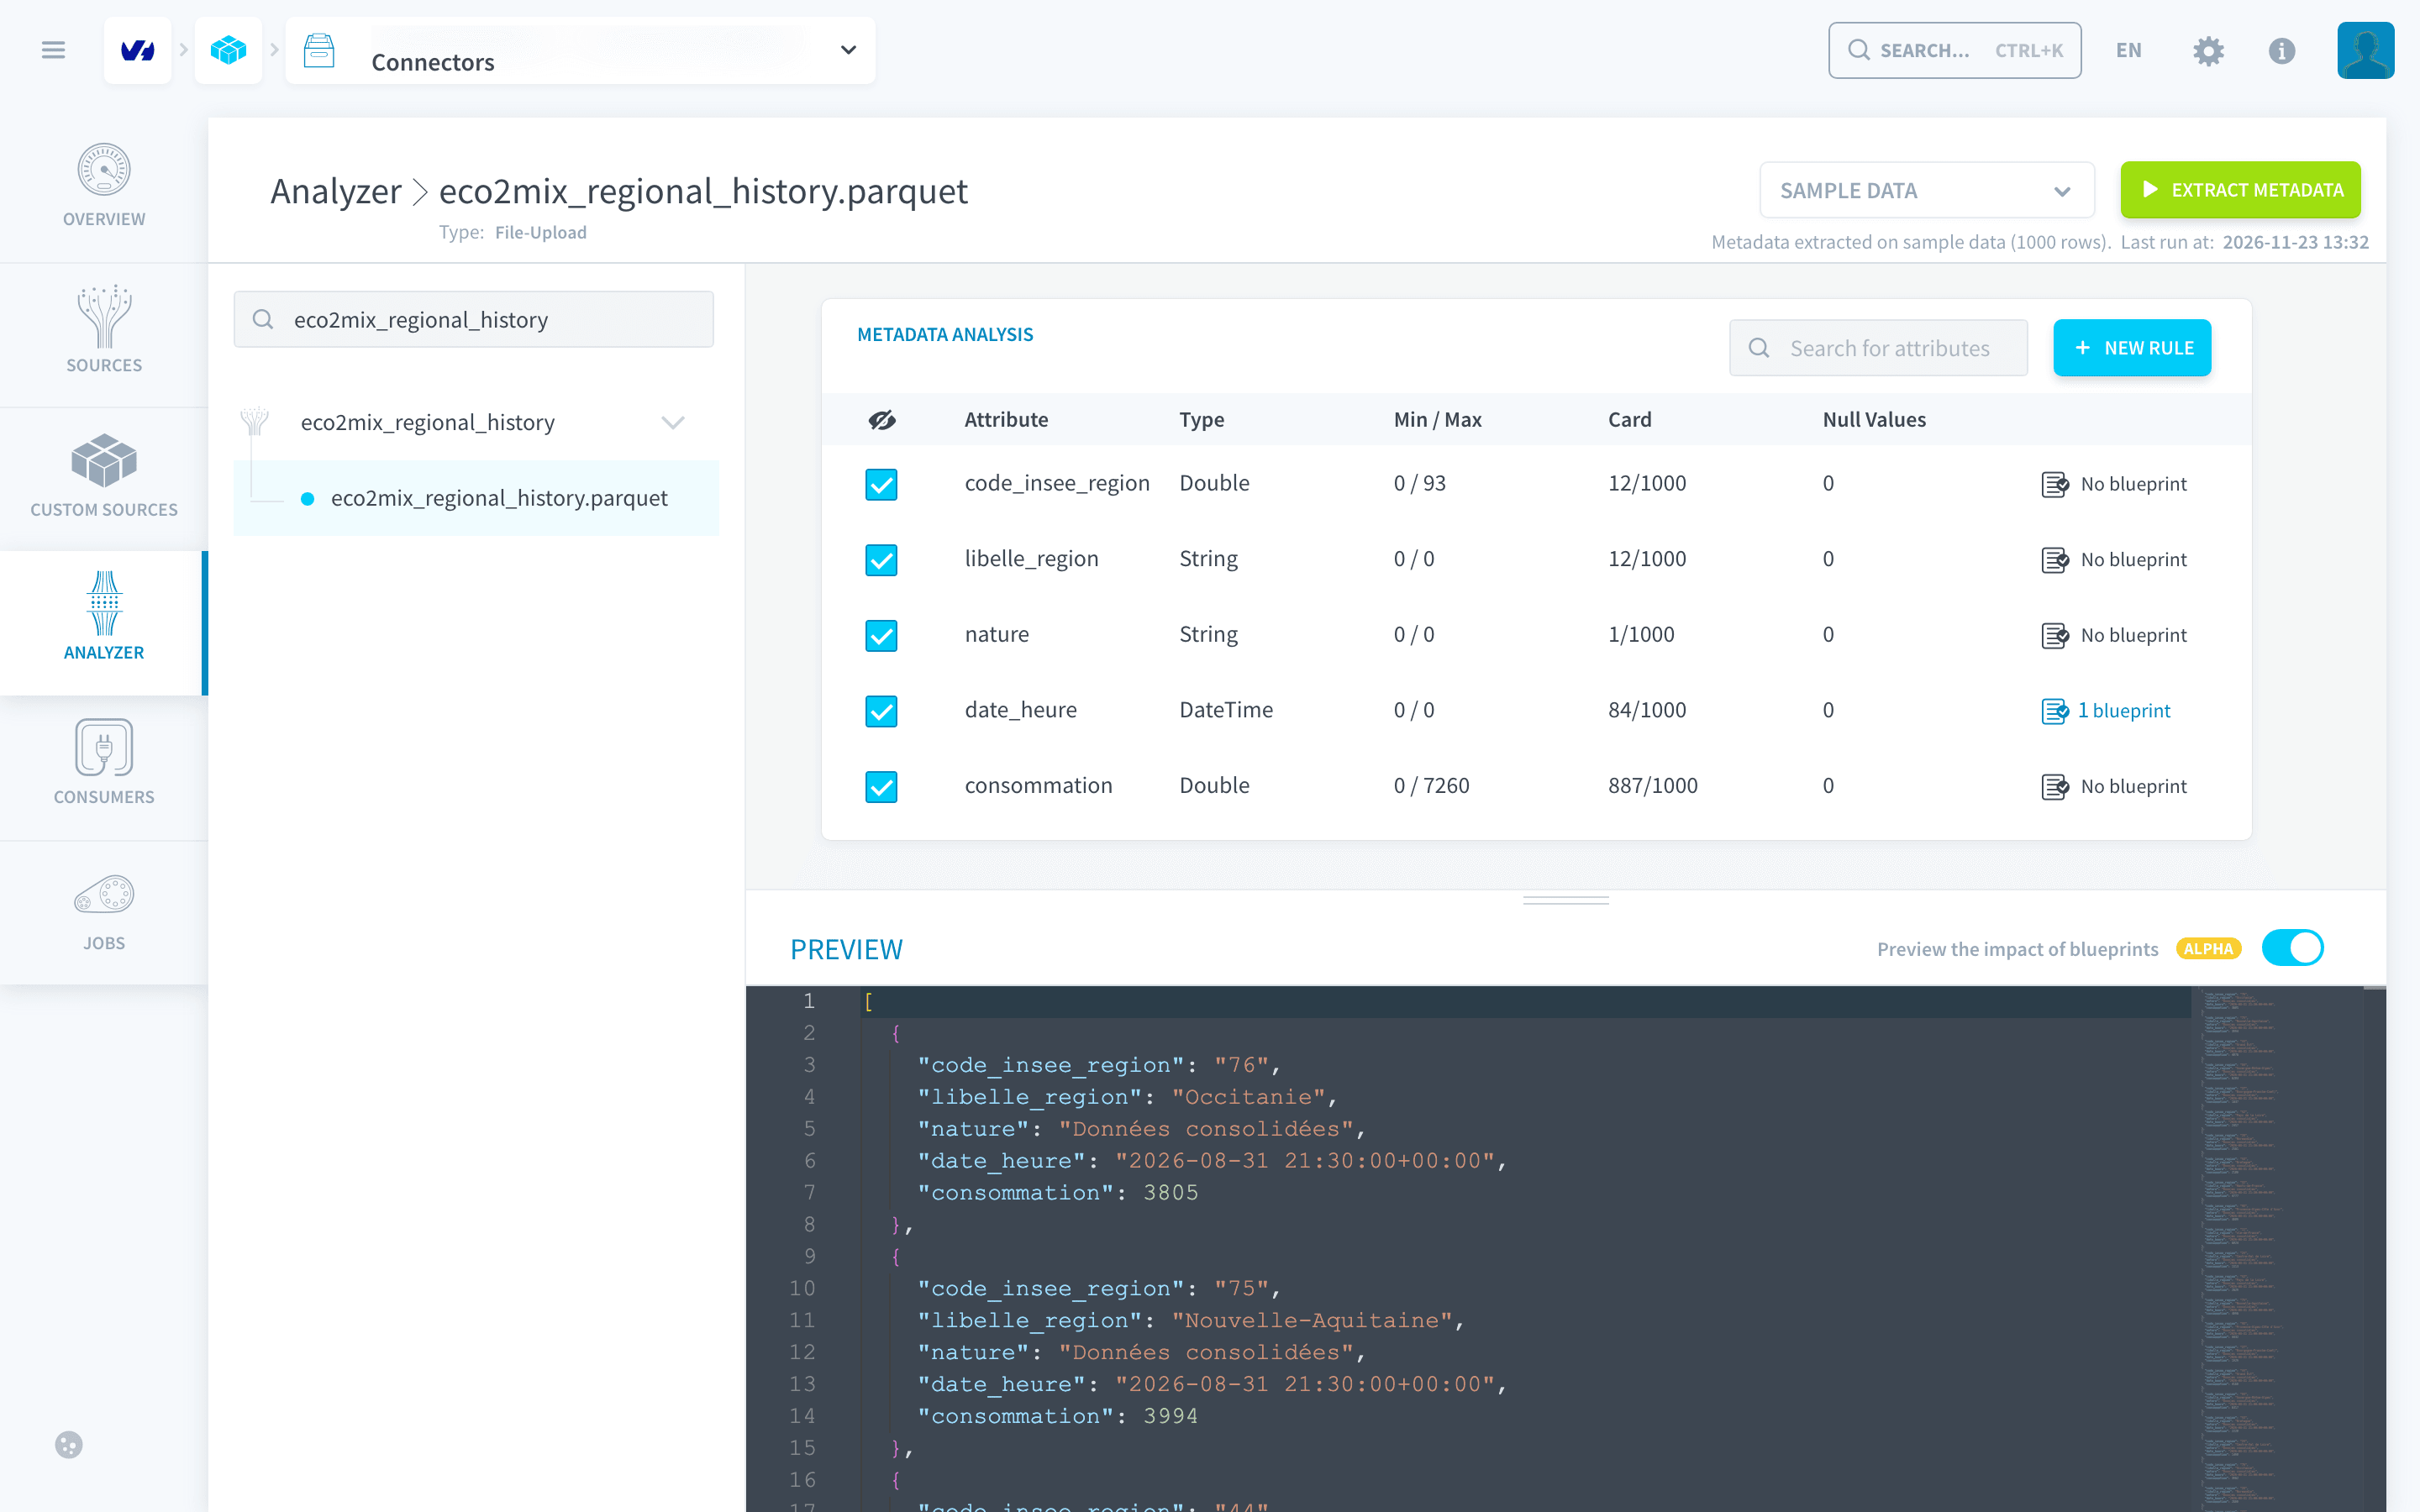 Connectors
SEARCH... CTRL+K
EN
OVERVIEW
SOURCES
CUSTOM SOURCES
ANALYZER
CONSUMERS
JOBS
Analyzer > eco2mix_regional_history.parquet
Type: File-Upload
SAMPLE DATA
EXTRACT METADATA
Metadata extracted on sample data (1000 rows). Last run at: 2026-11-23 13:32
eco2mix_regional_history
eco2mix_regional_history
eco2mix_regional_history.parquet
METADATA ANALYSIS
Search for attributes
+ NEW RULE
Attribute Type Min / Max Card Null Values
code_insee_region Double 0 / 93 12/1000 0 No blueprint
libelle_region String 0 / 0 12/1000 0 No blueprint
nature String 0 / 0 1/1000 0 No blueprint
date_heure DateTime 0 / 0 84/1000 0 1 blueprint
consommation Double 0 / 7260 887/1000 0 No blueprint
PREVIEW
Preview the impact of blueprints ALPHA
1 [
2 {
3 "code_insee_region": "76",
4 "libelle_region": "Occitanie",
5 "nature": "Données consolidées",
6 "date_heure": "2026-08-31 21:30:00+00:00",
7 "consommation": 3805
8 },
9 {
10 "code_insee_region": "75",
11 "libelle_region": "Nouvelle-Aquitaine",
12 "nature": "Données consolidées",
13 "date_heure": "2026-08-31 21:30:00+00:00",
14 "consommation": 3994
15 },
16 {
17 "code_insee_region": "44"